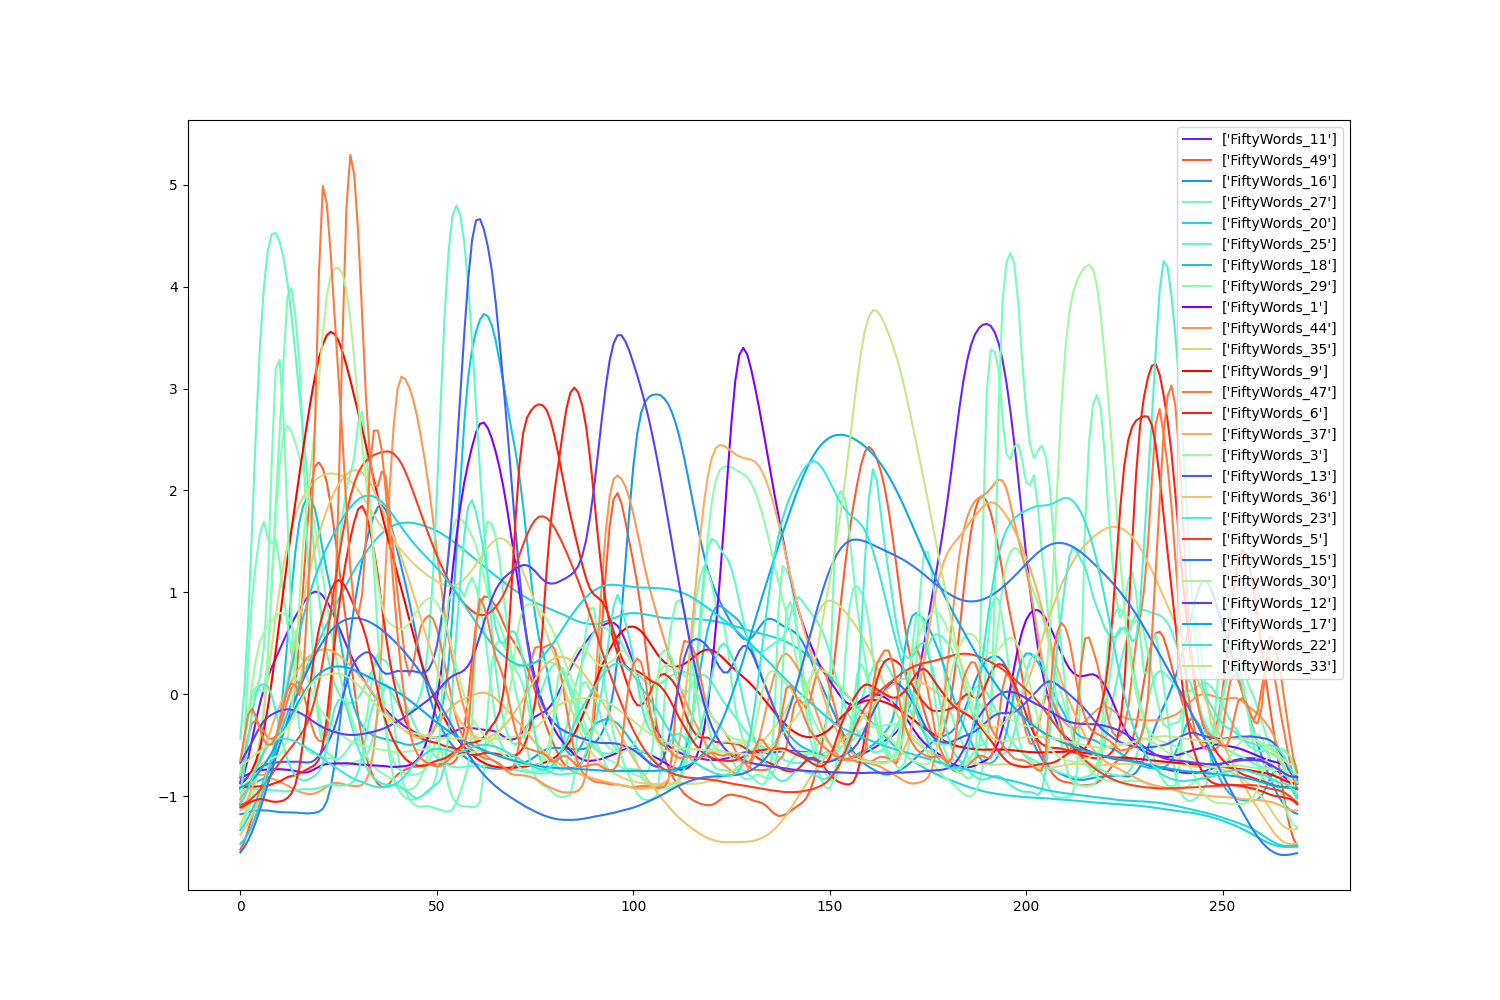 5
4
3
2
1
0
−1
0
50
100
150
200
250
['FiftyWords_11']
['FiftyWords_49']
['FiftyWords_16']
['FiftyWords_27']
['FiftyWords_20']
['FiftyWords_25']
['FiftyWords_18']
['FiftyWords_29']
['FiftyWords_1']
['FiftyWords_44']
['FiftyWords_35']
['FiftyWords_9']
['FiftyWords_47']
['FiftyWords_6']
['FiftyWords_37']
['FiftyWords_3']
['FiftyWords_13']
['FiftyWords_36']
['FiftyWords_23']
['FiftyWords_5']
['FiftyWords_15']
['FiftyWords_30']
['FiftyWords_12']
['FiftyWords_17']
['FiftyWords_22']
['FiftyWords_33']